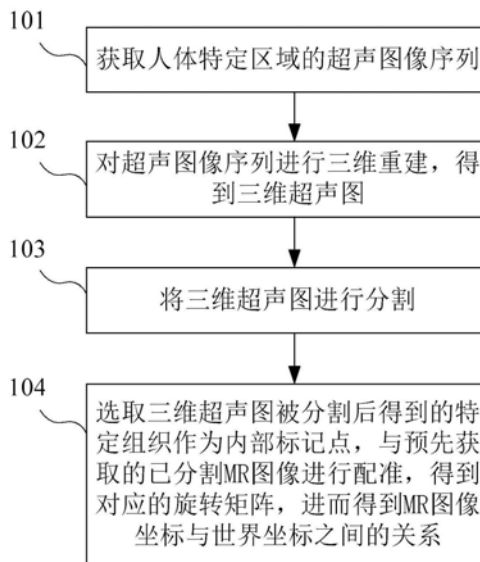 101
获取人体特定区域的超声图像序列
102
对超声图像序列进行三维重建，得
到三维超声图
103
将三维超声图进行分割
104
选取三维超声图被分割后得到的特
定组织作为内部标记点，与预先获
取的已分割MR图像进行配准，得到
对应的旋转矩阵，进而得到MR图像
坐标与世界坐标之间的关系